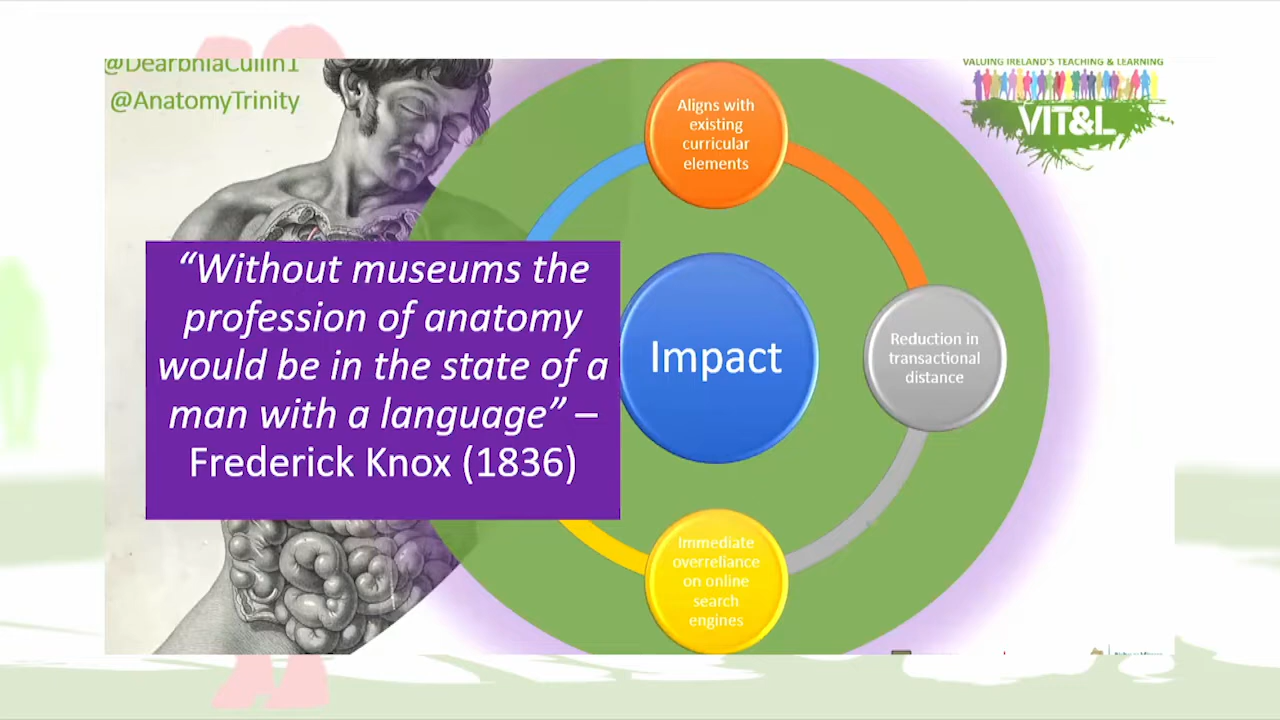 @DearbhlaCullin1
@AnatomyTrinity
VALUING IRELAND'S TEACHING & LEARNING
VIT&L
Aligns with
existing
curricular
elements
“Without museums the
profession of anatomy
would be in the state of a
man with a language” –
Frederick Knox (1836)
Impact
Reduction in
transactional
distance
Immediate
overreliance
on online
search
engines